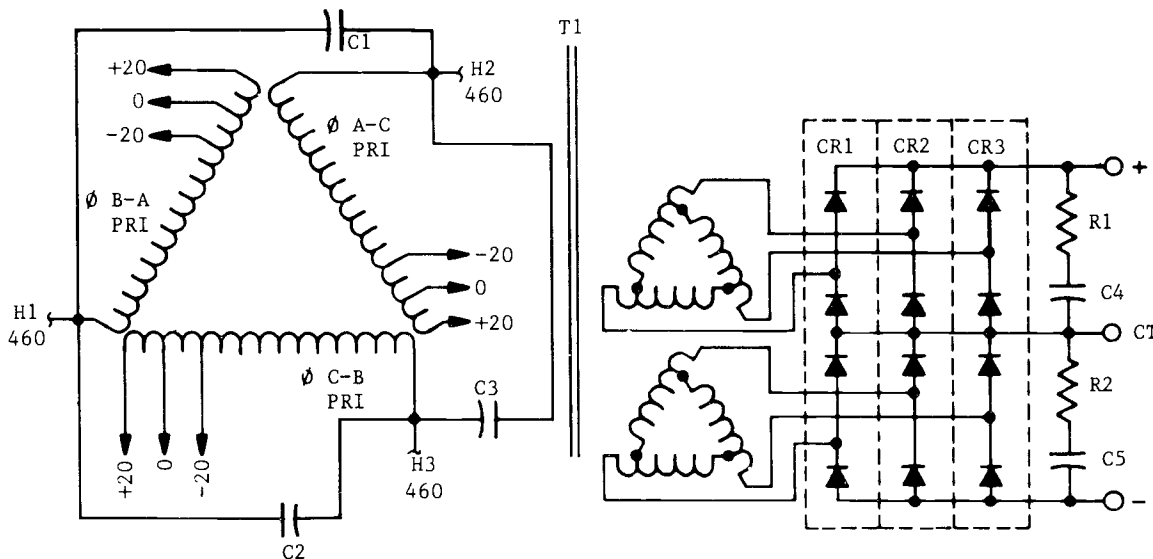 T1
C1
+20
0
-20
H2
460
Ø A-C
PRI
CR1 CR2 CR3
+
R1
Ø B-A
PRI
-20
0
+20
C4
H1
460
CT
Ø C-B
PRI
C3
R2
+20 0 -20
H3
460
C5
-
C2